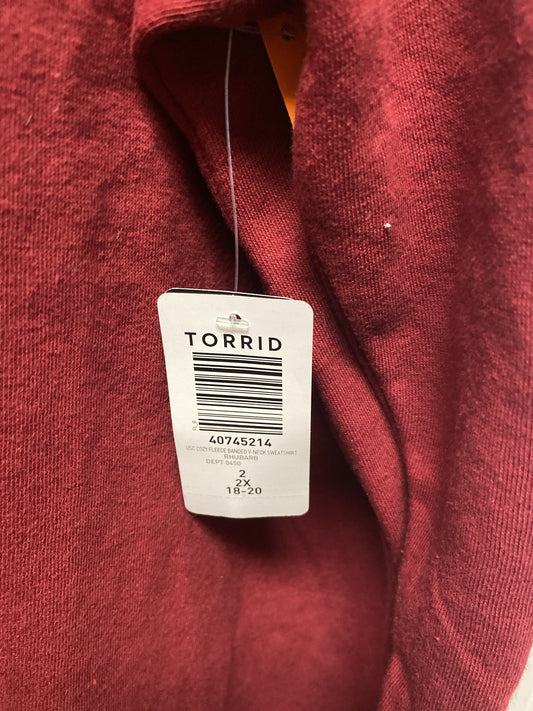 TORRID
40745214
USC COZY FLEECE BANDED V-NECK SWEATSHIRT
RHUBARB
DEPT 0450
2
2X
18-20